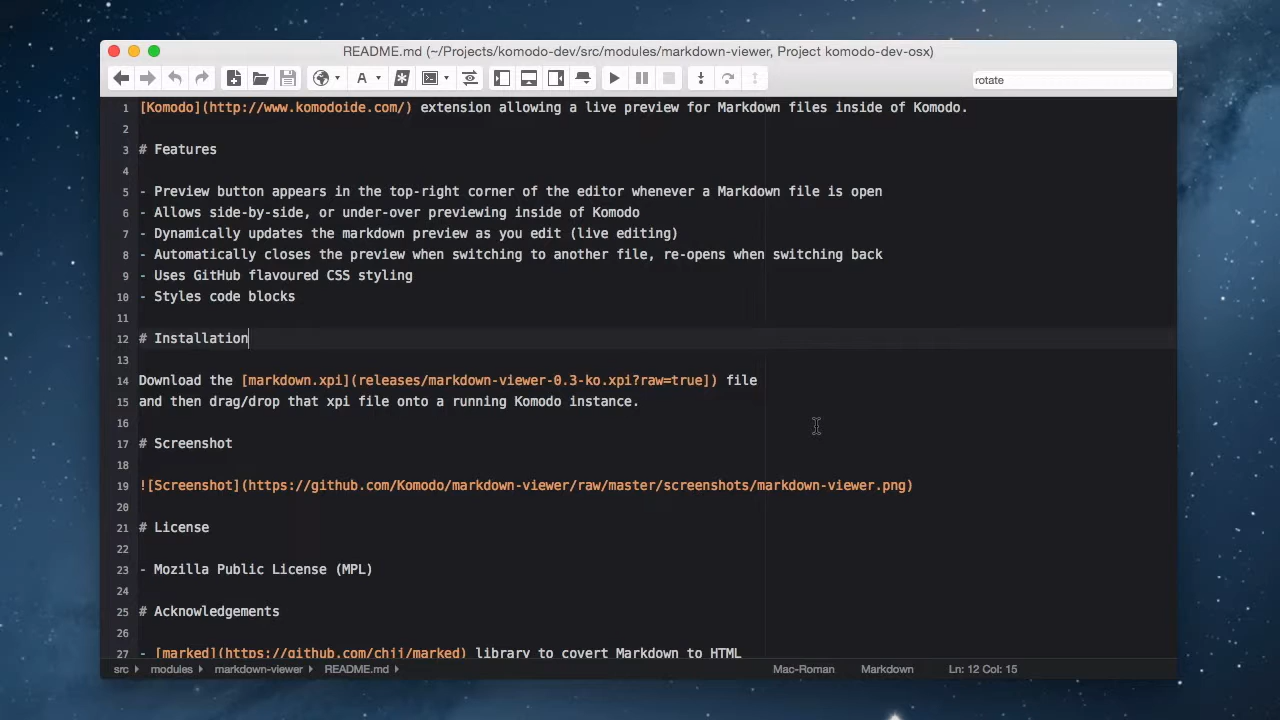 README.md (~/Projects/komodo-dev/src/modules/markdown-viewer, Project komodo-dev-osx)
A
rotate
1 [Komodo](http://www.komodoide.com/) extension allowing a live preview for Markdown files inside of Komodo.
2
3 # Features
4
5 - Preview button appears in the top-right corner of the editor whenever a Markdown file is open
6 - Allows side-by-side, or under-over previewing inside of Komodo
7 - Dynamically updates the markdown preview as you edit (live editing)
8 - Automatically closes the preview when switching to another file, re-opens when switching back
9 - Uses GitHub flavoured CSS styling
10 - Styles code blocks
11
12 # Installation
13
14 Download the [markdown.xpi](releases/markdown-viewer-0.3-ko.xpi?raw=true]) file
15 and then drag/drop that xpi file onto a running Komodo instance.
16
17 # Screenshot
18
19 ![Screenshot](https://github.com/Komodo/markdown-viewer/raw/master/screenshots/markdown-viewer.png)
20
21 # License
22
23 - Mozilla Public License (MPL)
24
25 # Acknowledgements
26
27 - [marked](https://github.com/chjj/marked) library to covert Markdown to HTML
src modules markdown-viewer README.md Mac-Roman Markdown Ln: 12 Col: 15